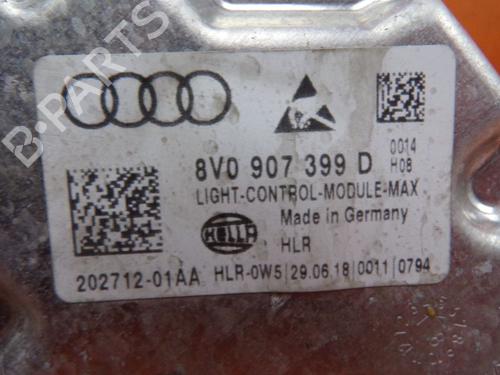 B-PARTS
8V0 907 399 D
0014
H08
LIGHT-CONTROL-MODULE-MAX
Made in Germany
HELLA
HLR
202712-01AA HLR-0W5|29.06.18|0011|0794